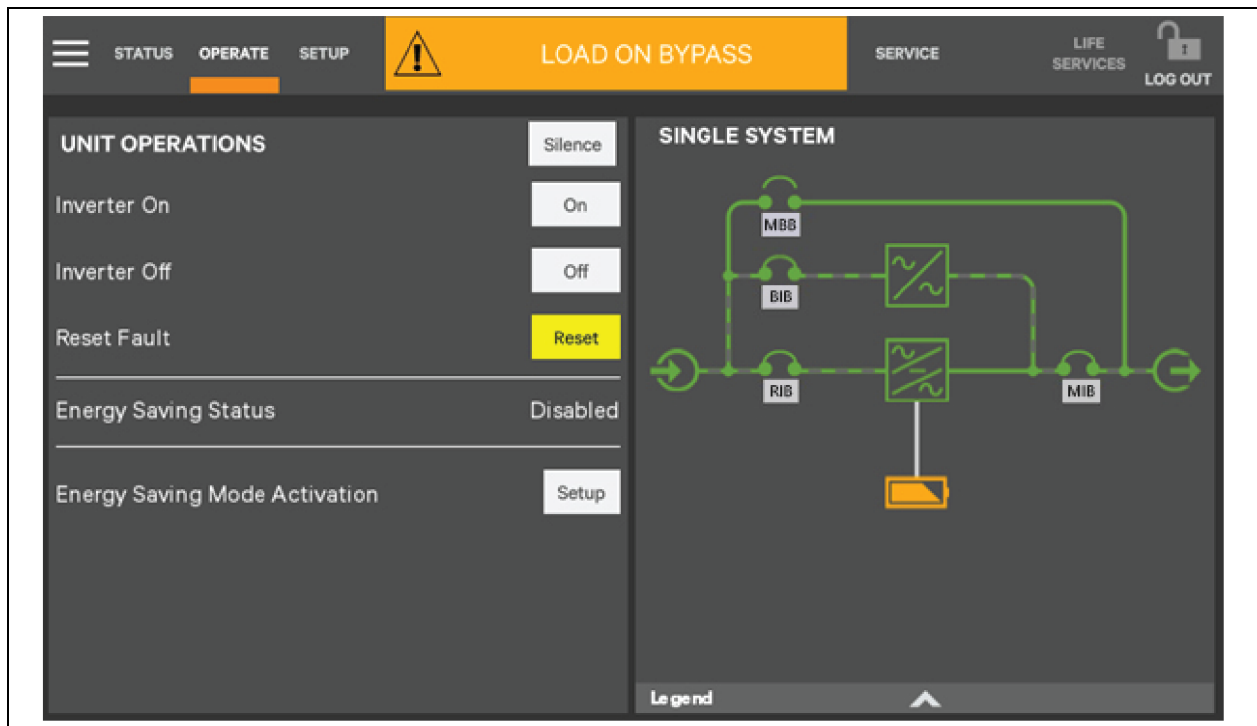 STATUS OPERATE SETUP LOAD ON BYPASS SERVICE LIFE SERVICES LOG OUT
UNIT OPERATIONS Silence
Inverter On On
Inverter Off Off
Reset Fault Reset
Energy Saving Status Disabled
Energy Saving Mode Activation Setup
SINGLE SYSTEM
MBB
BIB
RIB MIB
Legend